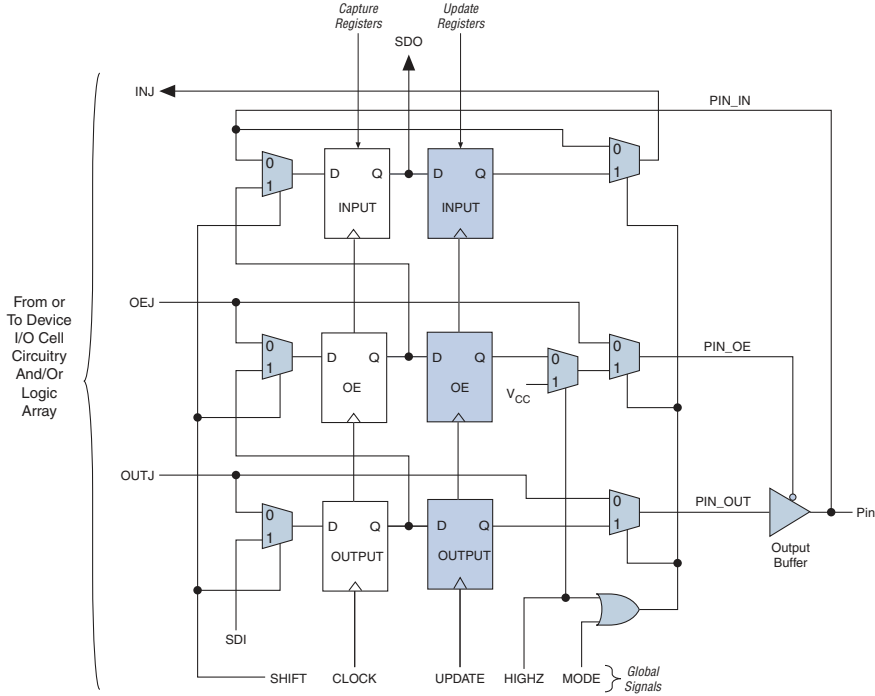 Capture
Registers
Update
Registers
SDO
INJ
PIN_IN
0
1
D Q
INPUT
D Q
INPUT
0
1
From or
To Device
I/O Cell
Circuitry
And/Or
Logic
Array
OEJ
0
1
D Q
OE
D Q
OE
0
1
VCC
0
1
PIN_OE
OUTJ
0
1
D Q
OUTPUT
D Q
OUTPUT
0
1
PIN_OUT
Pin
Output
Buffer
SDI
SHIFT
CLOCK
UPDATE
HIGHZ
MODE
Global
Signals